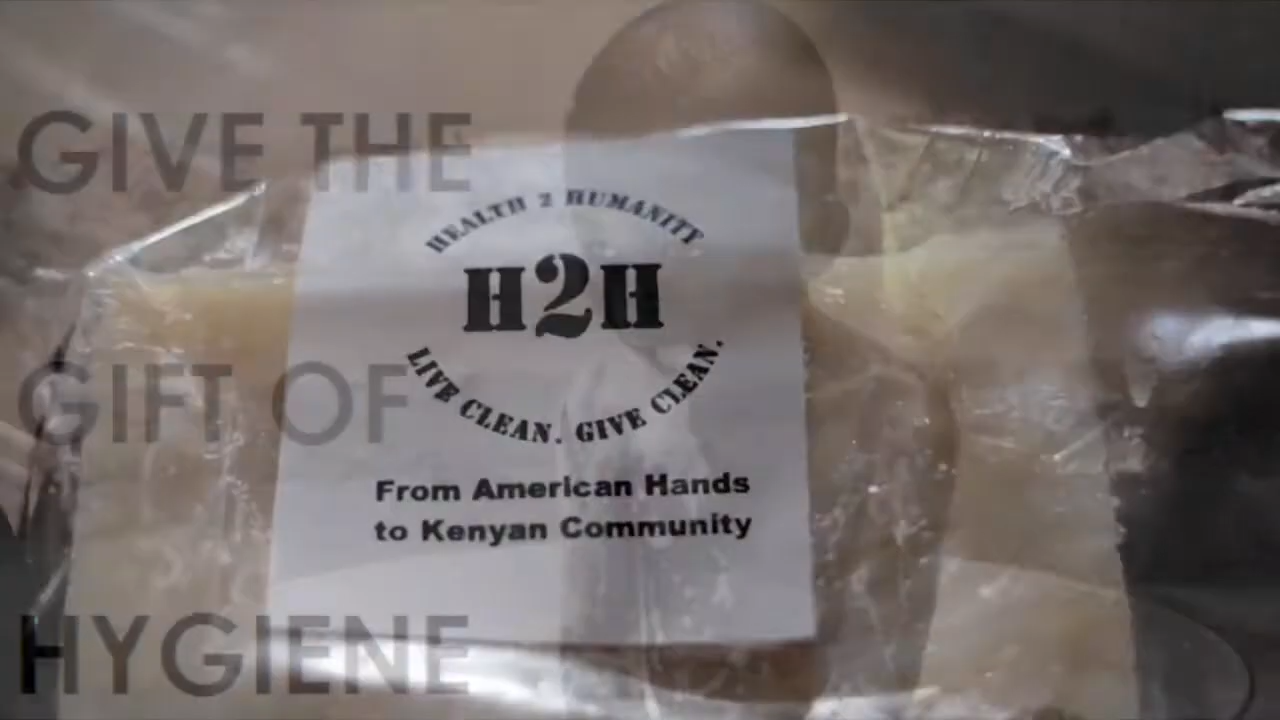 GIVE THE
GIFT OF
HYGIENE
HEALTH 2 HUMANITY
H2H
LIVE CLEAN. GIVE CLEAN.
From American Hands
to Kenyan Community